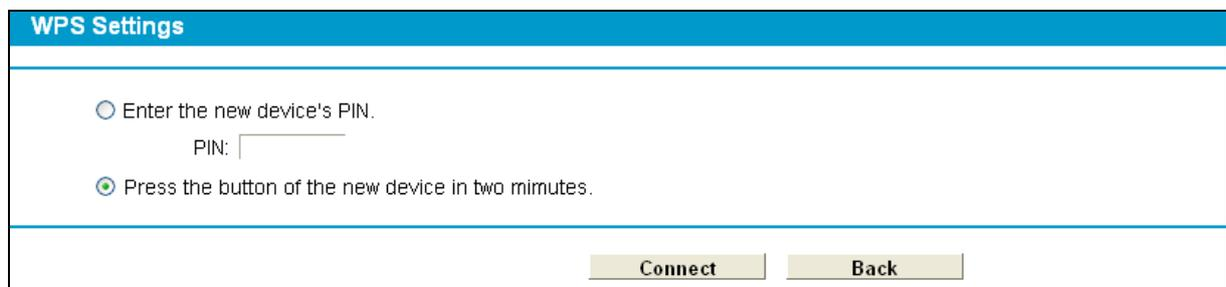 WPS Settings
Enter the new device's PIN.
PIN:
Press the button of the new device in two mimutes.
Connect Back